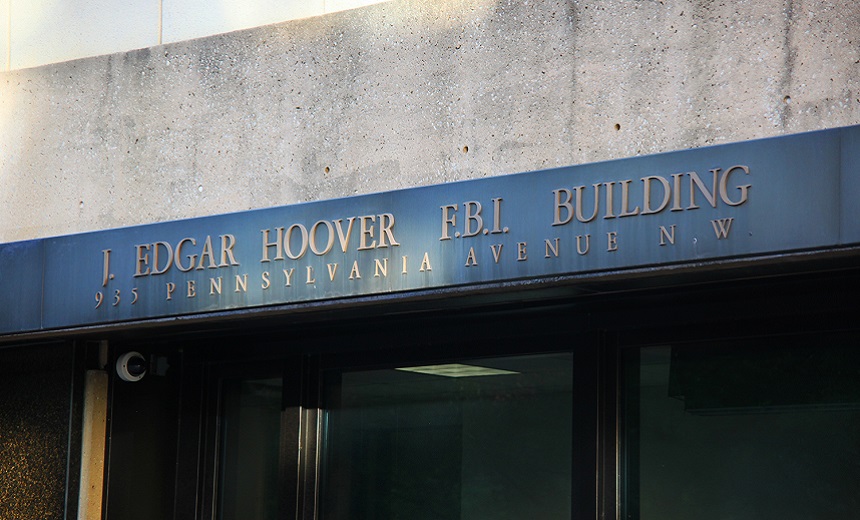 J. EDGAR HOOVER F.B.I. BUILDING
935 PENNSYLVANIA AVENUE N W